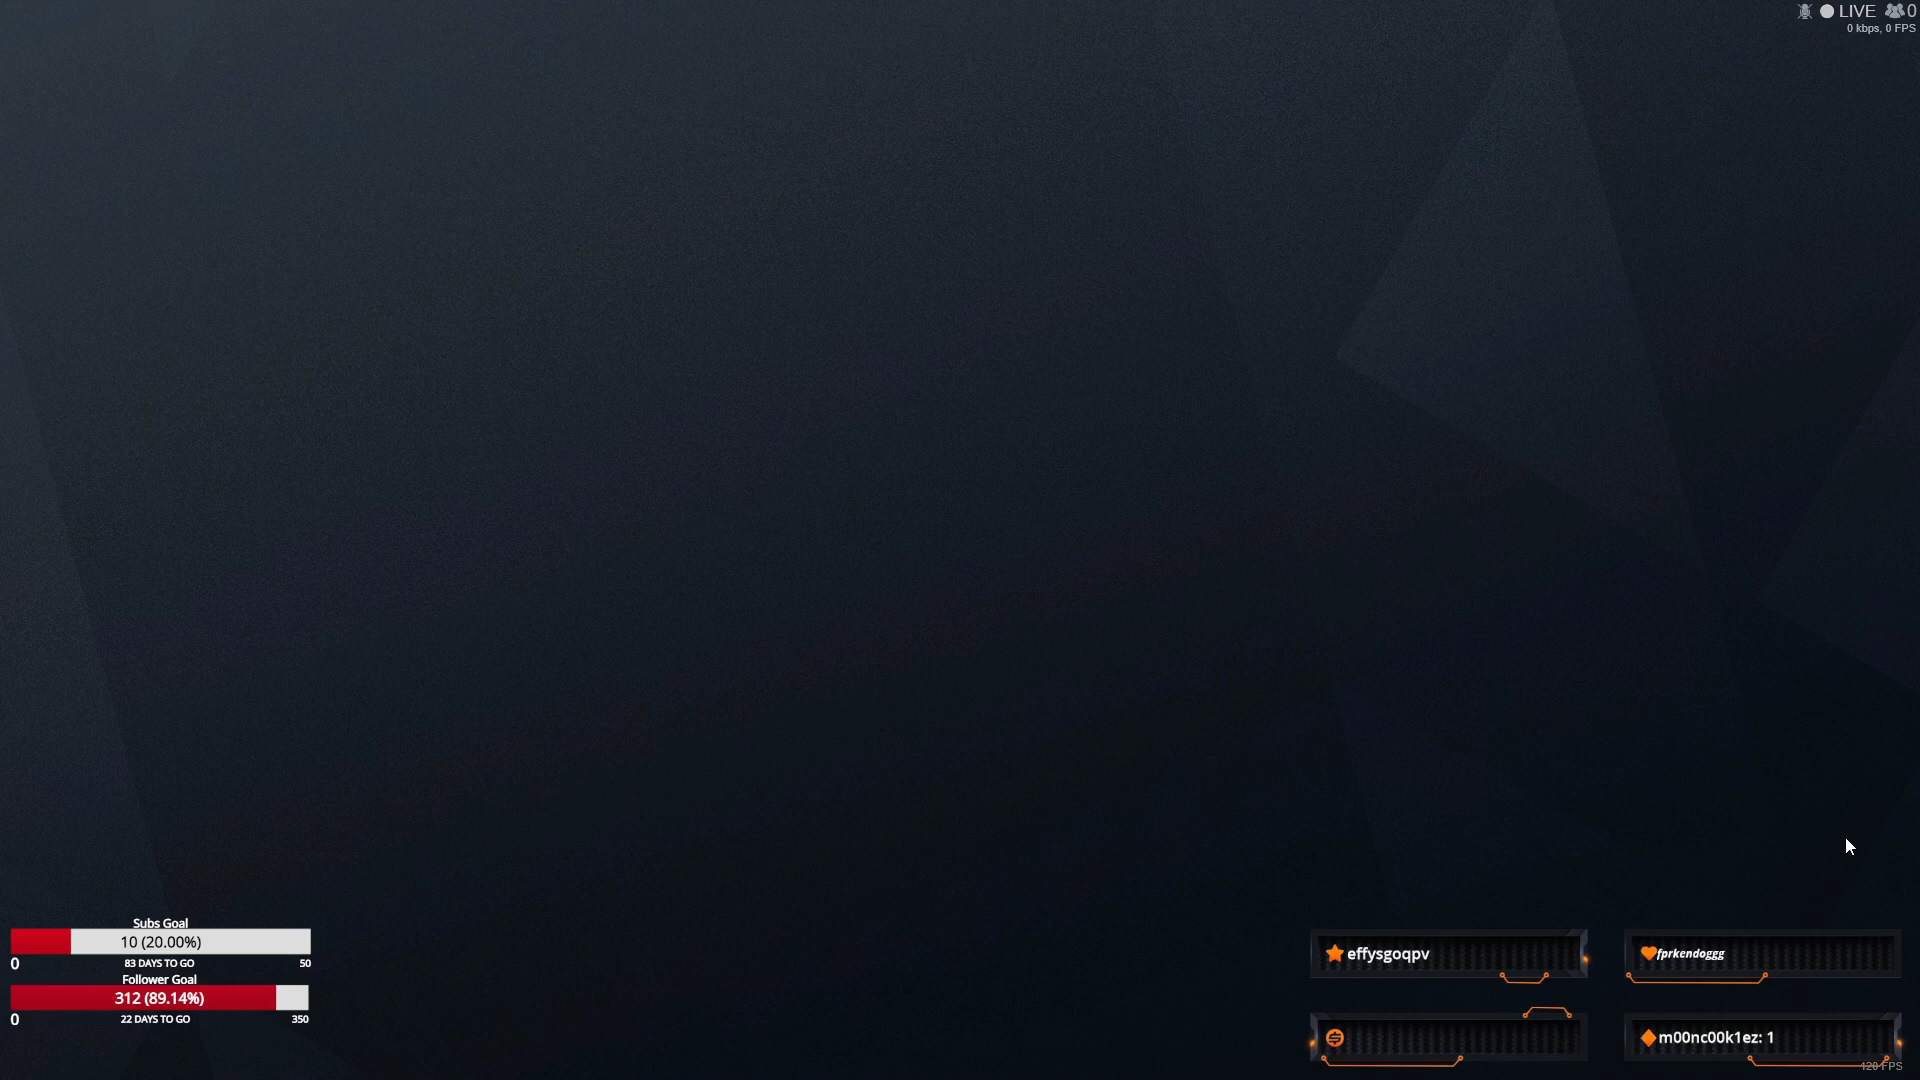 LIVE 0
0 kbps, 0 FPS
Subs Goal
10 (20.00%)
0 83 DAYS TO GO 50
Follower Goal
312 (89.14%)
0 22 DAYS TO GO 350
effysgoqpv
fprkendoggg
m00nc00k1ez: 1
120 FPS